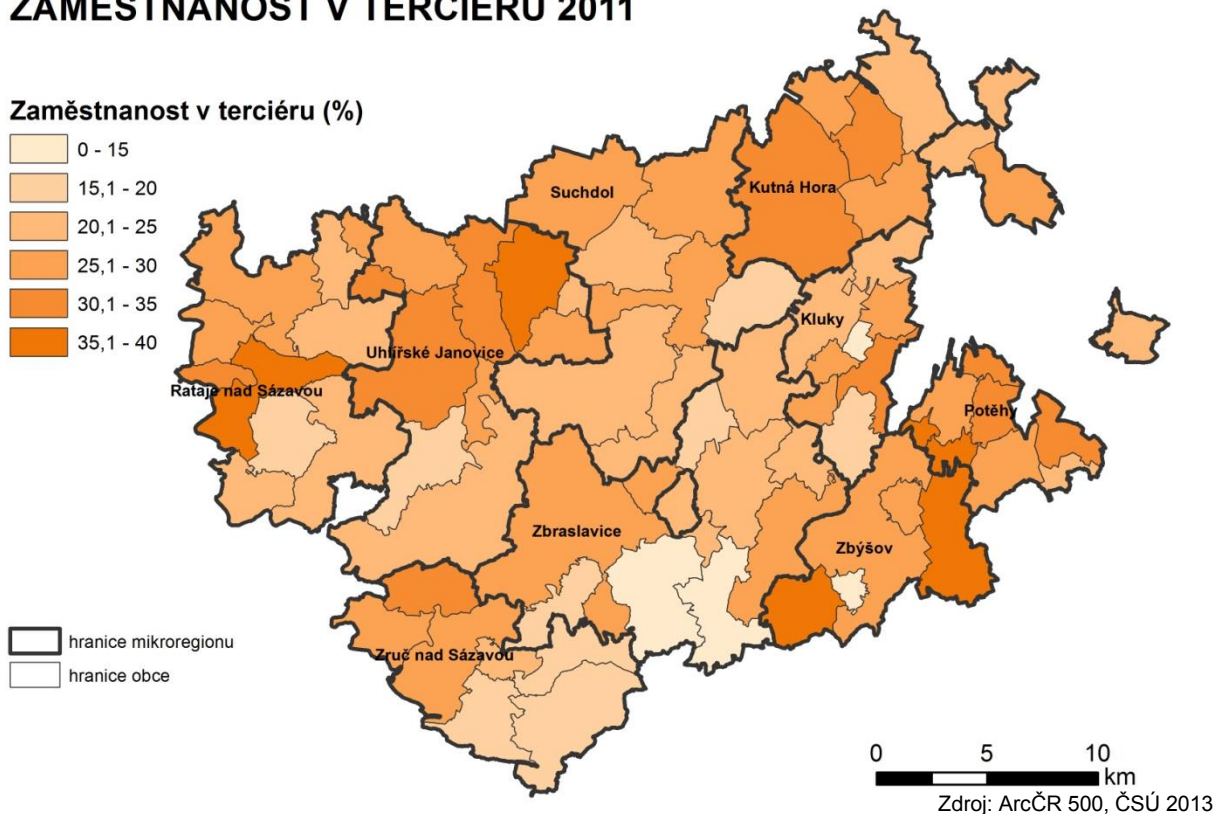 ZAMĚSTNANOST V TERCIÉRU 2011
Zaměstnanost v terciéru (%)
0 - 15
15,1 - 20
20,1 - 25
25,1 - 30
30,1 - 35
35,1 - 40
Suchdol
Kutná Hora
Kluky
Uhlířské Janovice
Rataje nad Sázavou
Potěhy
Zbraslavice
Zbýšov
Zruč nad Sázavou
hranice mikroregionu
hranice obce
0 5 10
km
Zdroj: ArcČR 500, ČSÚ 2013